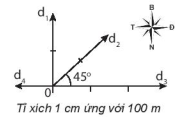 d₁
B
d₂
T
Đ
N
45°
d₄
d₃
0
Tỉ xích 1 cm ứng với 100 m